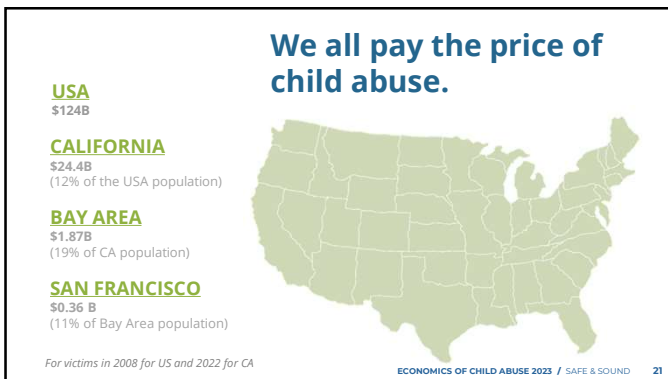 We all pay the price of
child abuse.
USA
$124B
CALIFORNIA
$24.4B
(12% of the USA population)
BAY AREA
$1.87B
(19% of CA population)
SAN FRANCISCO
$0.36 B
(11% of Bay Area population)
For victims in 2008 for US and 2022 for CA
ECONOMICS OF CHILD ABUSE 2023 / SAFE & SOUND 21